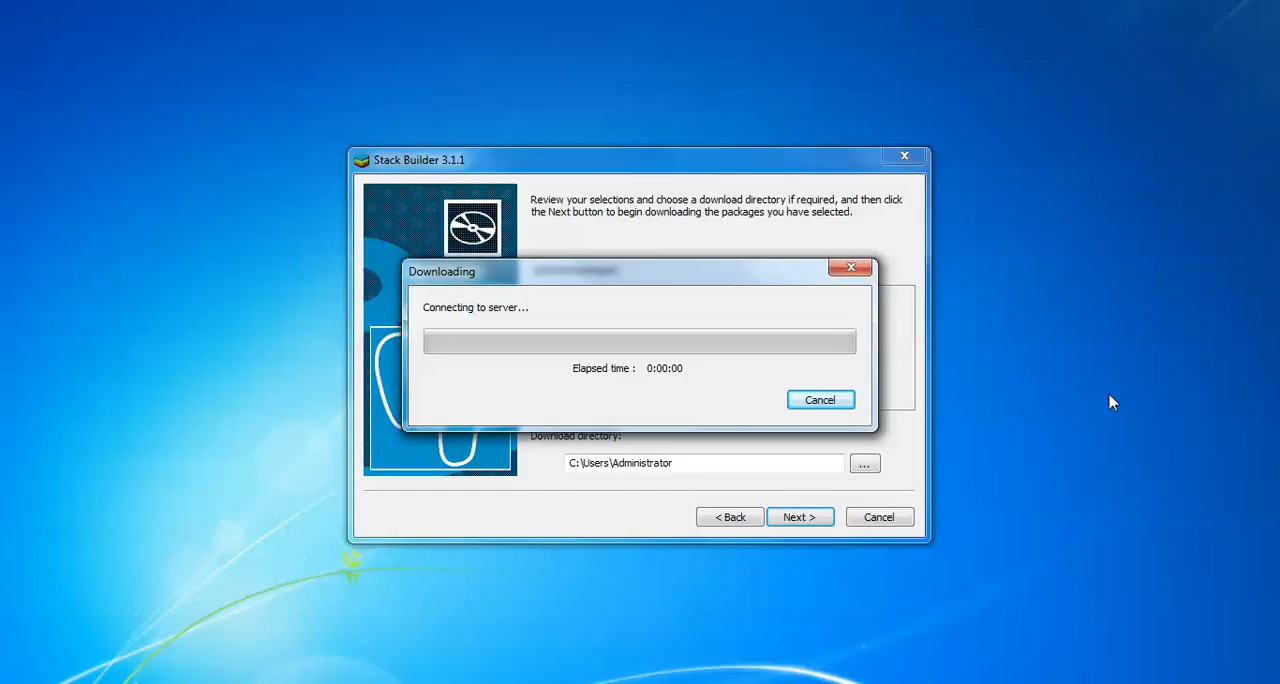 Stack Builder 3.1.1
Review your selections and choose a download directory if required, and then click
the Next button to begin downloading the packages you have selected.
Downloading
Connecting to server...
Elapsed time : 0:00:00
Cancel
Download directory:
C:\Users\Administrator
...
< Back
Next >
Cancel